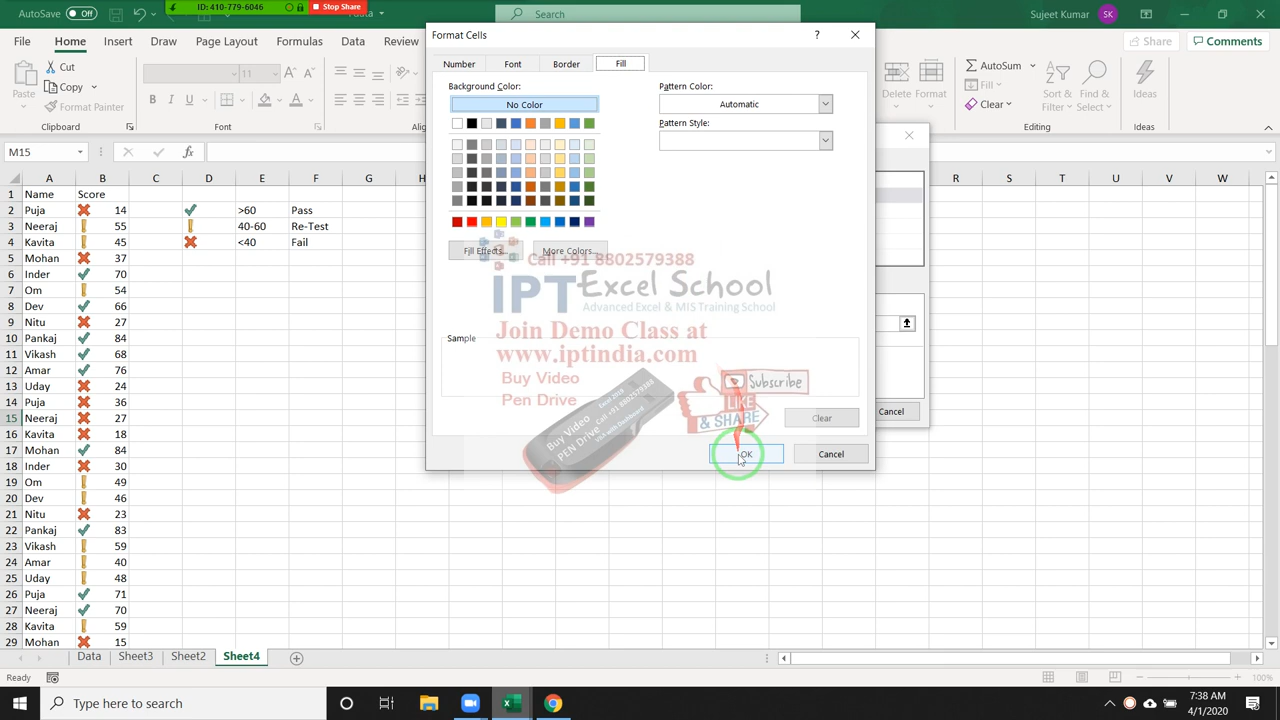 ID: 410-779-6046
Stop Share
AutoSave
Search
Sujeet Kumar
SK
File
Home
Insert
Draw
Page Layout
Formulas
Data
Review
Share
Comments
Cut
Copy
Format Painter
Paste
Clipboard
11
B
I
U
Font
AutoSum
Fill
Clear
Delete
Format
Sort &
Filter
Find &
Select
Ideas
Editing
Ideas
M15
fx
Format Cells
?
Number
Font
Border
Fill
Background Color:
No Color
Fill Effects...
More Colors...
Pattern Color:
Automatic
Pattern Style:
Sample
Clear
OK
Cancel
Cancel
Call +91 8802579388
IPT Excel School
Advanced Excel & MIS Training School
Join Demo Class at
www.iptindia.com
Buy Video
Pen Drive
Buy Video
PEN Drive
Call +91 8802579388
Subscribe
LIKE
& SHARE
A B C D E F G H R S T U V W
1 Name Score
2 Puja 14 >60 Pass
3 Neeraj 55 40-60 Re-Test
4 Kavita 45 <40 Fail
5 Mohan 37
6 Inder 70
7 Om 54
8 Dev 66
9 Nitu 27
10 Pankaj 84
11 Vikash 68
12 Amar 76
13 Uday 24
14 Puja 36
15 Neeraj 27
16 Kavita 18
17 Mohan 84
18 Inder 30
19 Om 49
20 Dev 46
21 Nitu 23
22 Pankaj 83
23 Vikash 59
24 Amar 40
25 Uday 48
26 Puja 71
27 Neeraj 70
28 Kavita 59
29 Mohan 15
Data
Sheet3
Sheet2
Sheet4
Ready
100%
Type here to search
7:38 AM
4/1/2020